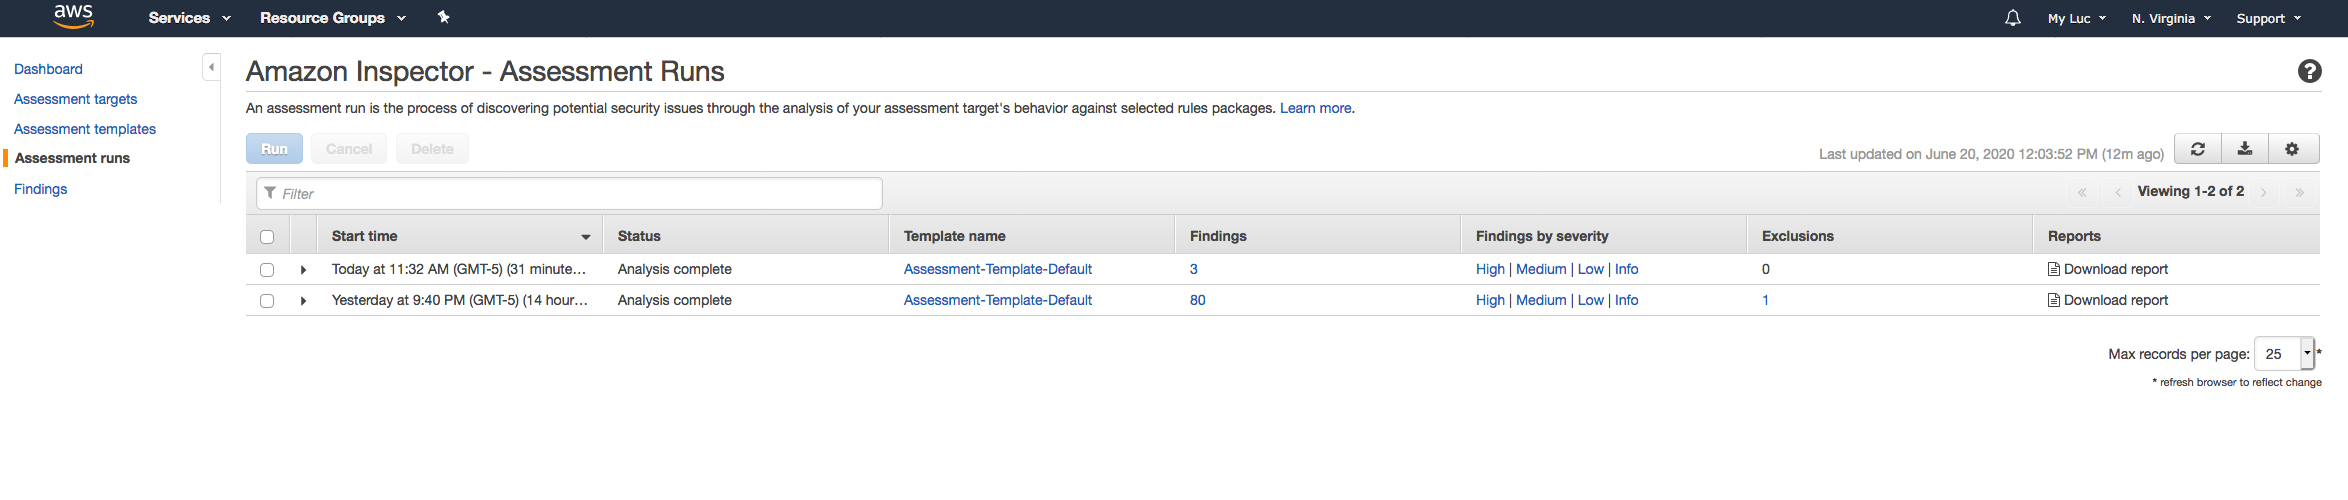 aws Services Resource Groups My Luc N. Virginia Support
Dashboard
Assessment targets
Assessment templates
Assessment runs
Findings
Amazon Inspector - Assessment Runs
An assessment run is the process of discovering potential security issues through the analysis of your assessment target's behavior against selected rules packages. Learn more.
Run Cancel Delete
Last updated on June 20, 2020 12:03:52 PM (12m ago)
Filter
« ‹ Viewing 1-2 of 2 › »
Start time Status Template name Findings Findings by severity Exclusions Reports
Today at 11:32 AM (GMT-5) (31 minute... Analysis complete Assessment-Template-Default 3 High | Medium | Low | Info 0 Download report
Yesterday at 9:40 PM (GMT-5) (14 hour... Analysis complete Assessment-Template-Default 80 High | Medium | Low | Info 1 Download report
Max records per page: 25 *
* refresh browser to reflect change